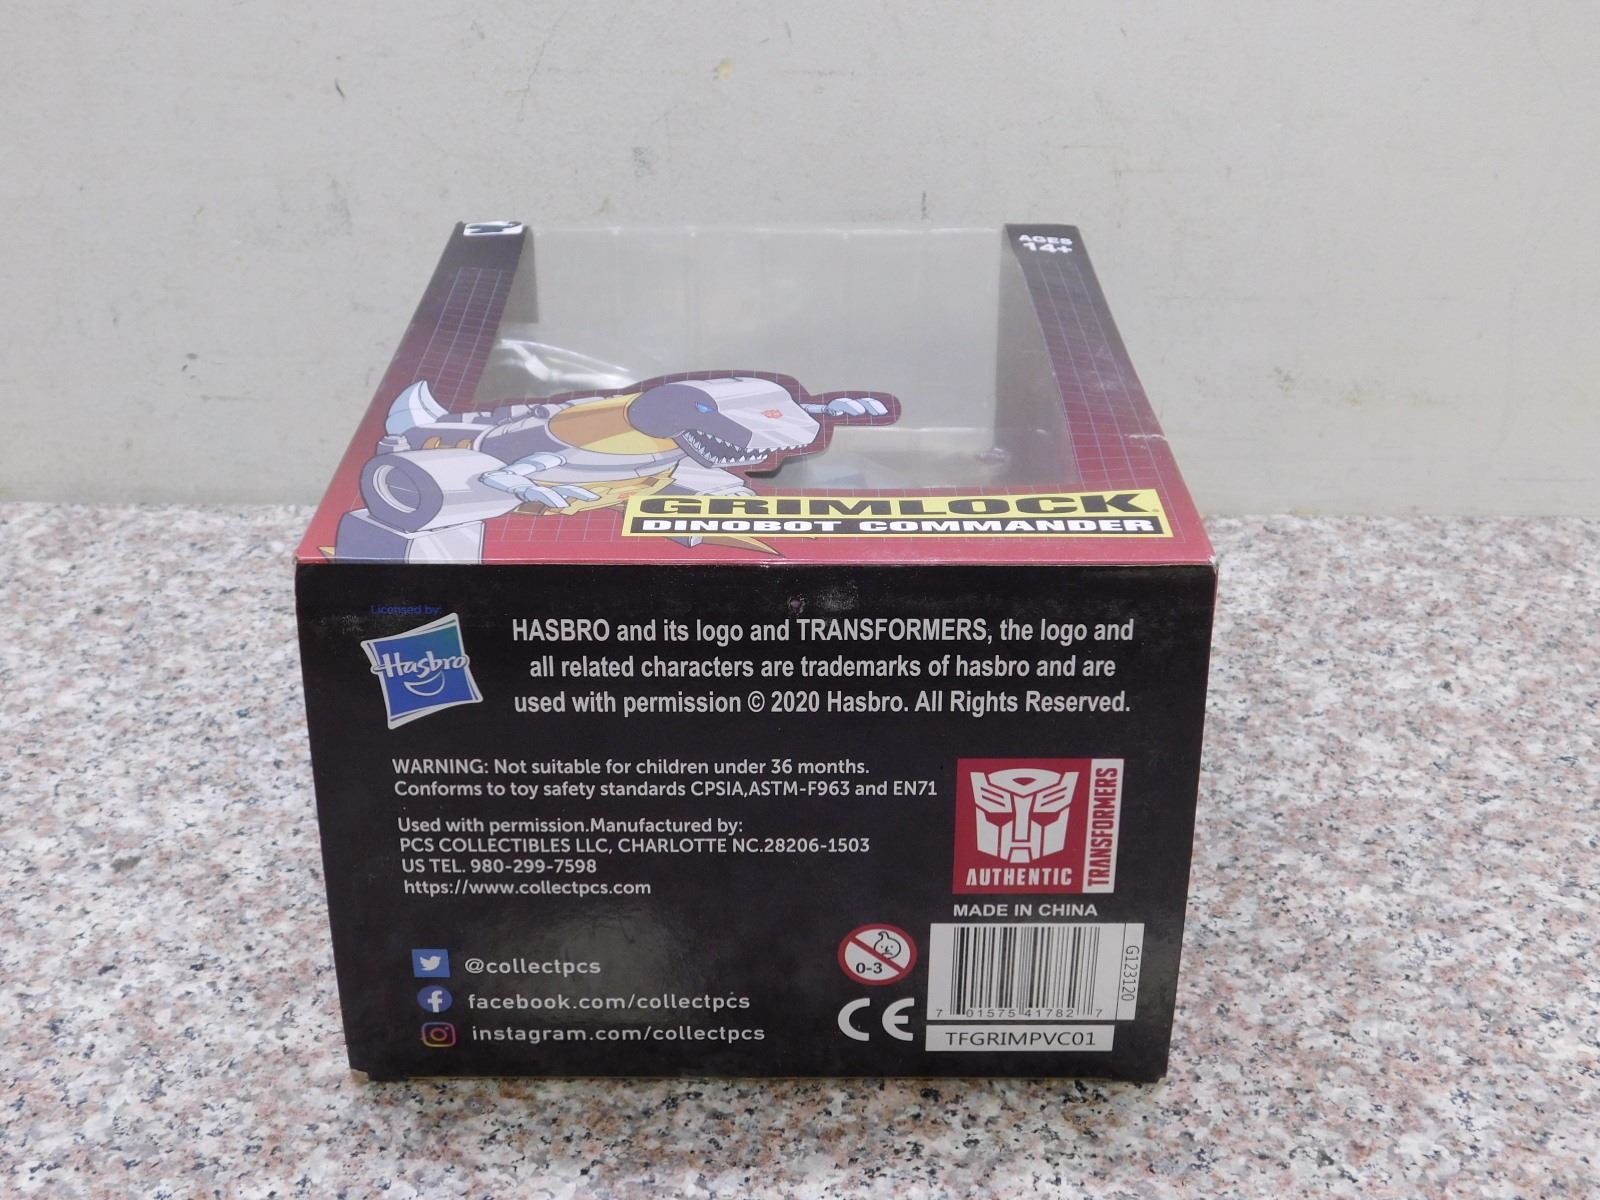 AGES
14+
GRIMLOCK
DINOBOT COMMANDER
Licensed by:
Hasbro
HASBRO and its logo and TRANSFORMERS, the logo and
all related characters are trademarks of hasbro and are
used with permission © 2020 Hasbro. All Rights Reserved.
WARNING: Not suitable for children under 36 months.
Conforms to toy safety standards CPSIA,ASTM-F963 and EN71
Used with permission.Manufactured by:
PCS COLLECTIBLES LLC, CHARLOTTE NC.28206-1503
US TEL. 980-299-7598
https://www.collectpcs.com
AUTHENTIC
TRANSFORMERS
MADE IN CHINA
@collectpcs
facebook.com/collectpcs
instagram.com/collectpcs
0-3
CE
G123120
7 01575 41782 7
TFGRIMPVC01